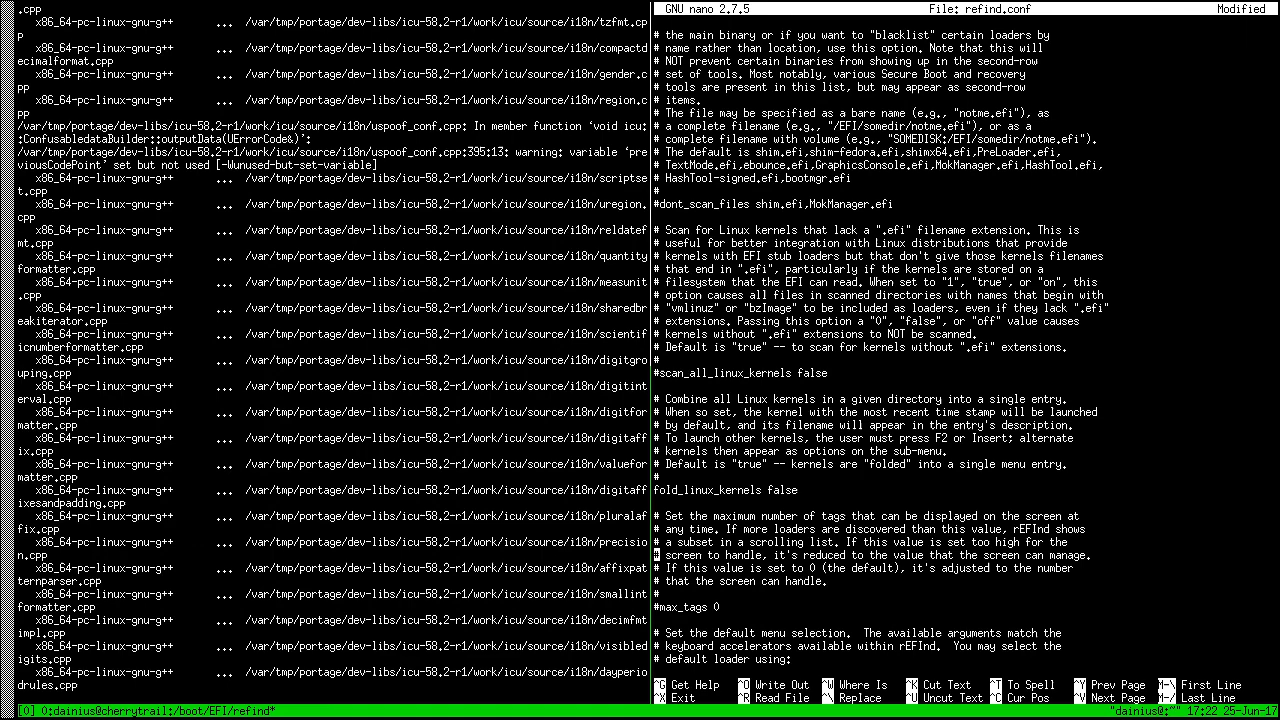 .cpp
   x86_64-pc-linux-gnu-g++       ...  /var/tmp/portage/dev-libs/icu-58.2-r1/work/icu/source/i18n/tzfmt.cp
p
   x86_64-pc-linux-gnu-g++       ...  /var/tmp/portage/dev-libs/icu-58.2-r1/work/icu/source/i18n/compactd
ecimalformat.cpp
   x86_64-pc-linux-gnu-g++       ...  /var/tmp/portage/dev-libs/icu-58.2-r1/work/icu/source/i18n/gender.c
pp
   x86_64-pc-linux-gnu-g++       ...  /var/tmp/portage/dev-libs/icu-58.2-r1/work/icu/source/i18n/region.c
pp
/var/tmp/portage/dev-libs/icu-58.2-r1/work/icu/source/i18n/uspoof_conf.cpp: In member function ‘void icu:
:ConfusabledataBuilder::outputData(UErrorCode&)’:
/var/tmp/portage/dev-libs/icu-58.2-r1/work/icu/source/i18n/uspoof_conf.cpp:395:13: warning: variable ‘pre
viousCodePoint’ set but not used [-Wunused-but-set-variable]
   x86_64-pc-linux-gnu-g++       ...  /var/tmp/portage/dev-libs/icu-58.2-r1/work/icu/source/i18n/scriptse
t.cpp
   x86_64-pc-linux-gnu-g++       ...  /var/tmp/portage/dev-libs/icu-58.2-r1/work/icu/source/i18n/uregion.
cpp
   x86_64-pc-linux-gnu-g++       ...  /var/tmp/portage/dev-libs/icu-58.2-r1/work/icu/source/i18n/reldatef
mt.cpp
   x86_64-pc-linux-gnu-g++       ...  /var/tmp/portage/dev-libs/icu-58.2-r1/work/icu/source/i18n/quantity
formatter.cpp
   x86_64-pc-linux-gnu-g++       ...  /var/tmp/portage/dev-libs/icu-58.2-r1/work/icu/source/i18n/measunit
.cpp
   x86_64-pc-linux-gnu-g++       ...  /var/tmp/portage/dev-libs/icu-58.2-r1/work/icu/source/i18n/sharedbr
eakiterator.cpp
   x86_64-pc-linux-gnu-g++       ...  /var/tmp/portage/dev-libs/icu-58.2-r1/work/icu/source/i18n/scientif
icnumberformatter.cpp
   x86_64-pc-linux-gnu-g++       ...  /var/tmp/portage/dev-libs/icu-58.2-r1/work/icu/source/i18n/digitgro
uping.cpp
   x86_64-pc-linux-gnu-g++       ...  /var/tmp/portage/dev-libs/icu-58.2-r1/work/icu/source/i18n/digitint
erval.cpp
   x86_64-pc-linux-gnu-g++       ...  /var/tmp/portage/dev-libs/icu-58.2-r1/work/icu/source/i18n/digitfor
matter.cpp
   x86_64-pc-linux-gnu-g++       ...  /var/tmp/portage/dev-libs/icu-58.2-r1/work/icu/source/i18n/digitaff
ix.cpp
   x86_64-pc-linux-gnu-g++       ...  /var/tmp/portage/dev-libs/icu-58.2-r1/work/icu/source/i18n/valuefor
matter.cpp
   x86_64-pc-linux-gnu-g++       ...  /var/tmp/portage/dev-libs/icu-58.2-r1/work/icu/source/i18n/digitaff
ixesandpadding.cpp
   x86_64-pc-linux-gnu-g++       ...  /var/tmp/portage/dev-libs/icu-58.2-r1/work/icu/source/i18n/pluralaf
fix.cpp
   x86_64-pc-linux-gnu-g++       ...  /var/tmp/portage/dev-libs/icu-58.2-r1/work/icu/source/i18n/precisio
n.cpp
   x86_64-pc-linux-gnu-g++       ...  /var/tmp/portage/dev-libs/icu-58.2-r1/work/icu/source/i18n/affixpat
ternparser.cpp
   x86_64-pc-linux-gnu-g++       ...  /var/tmp/portage/dev-libs/icu-58.2-r1/work/icu/source/i18n/smallint
formatter.cpp
   x86_64-pc-linux-gnu-g++       ...  /var/tmp/portage/dev-libs/icu-58.2-r1/work/icu/source/i18n/decimfmt
impl.cpp
   x86_64-pc-linux-gnu-g++       ...  /var/tmp/portage/dev-libs/icu-58.2-r1/work/icu/source/i18n/visibled
igits.cpp
   x86_64-pc-linux-gnu-g++       ...  /var/tmp/portage/dev-libs/icu-58.2-r1/work/icu/source/i18n/dayperio
drules.cpp
  GNU nano 2.7.5                              File: refind.conf                               Modified
# the main binary or if you want to "blacklist" certain loaders by
# name rather than location, use this option. Note that this will
# NOT prevent certain binaries from showing up in the second-row
# set of tools. Most notably, various Secure Boot and recovery
# tools are present in this list, but may appear as second-row
# items.
# The file may be specified as a bare name (e.g., "notme.efi"), as
# a complete filename (e.g., "/EFI/somedir/notme.efi"), or as a
# complete filename with volume (e.g., "SOMEDISK:/EFI/somedir/notme.efi").
# The default is shim.efi,shim-fedora.efi,shimx64.efi,PreLoader.efi,
# TextMode.efi,ebounce.efi,GraphicsConsole.efi,MokManager.efi,HashTool.efi,
# HashTool-signed.efi,bootmgr.efi
#
#dont_scan_files shim.efi,MokManager.efi
# Scan for Linux kernels that lack a ".efi" filename extension. This is
# useful for better integration with Linux distributions that provide
# kernels with EFI stub loaders but that don't give those kernels filenames
# that end in ".efi", particularly if the kernels are stored on a
# filesystem that the EFI can read. When set to "1", "true", or "on", this
# option causes all files in scanned directories with names that begin with
# "vmlinuz" or "bzImage" to be included as loaders, even if they lack ".efi"
# extensions. Passing this option a "0", "false", or "off" value causes
# kernels without ".efi" extensions to NOT be scanned.
# Default is "true" -- to scan for kernels without ".efi" extensions.
#
#scan_all_linux_kernels false
# Combine all Linux kernels in a given directory into a single entry.
# When so set, the kernel with the most recent time stamp will be launched
# by default, and its filename will appear in the entry's description.
# To launch other kernels, the user must press F2 or Insert; alternate
# kernels then appear as options on the sub-menu.
# Default is "true" -- kernels are "folded" into a single menu entry.
#
fold_linux_kernels false
# Set the maximum number of tags that can be displayed on the screen at
# any time. If more loaders are discovered than this value, rEFInd shows
# a subset in a scrolling list. If this value is set too high for the
# screen to handle, it's reduced to the value that the screen can manage.
# If this value is set to 0 (the default), it's adjusted to the number
# that the screen can handle.
#
#max_tags 0
# Set the default menu selection.  The available arguments match the
# keyboard accelerators available within rEFInd.  You may select the
# default loader using:
^G Get Help   ^O Write Out  ^W Where Is   ^K Cut Text   ^T To Spell   ^Y Prev Page  M-\ First Line
^X Exit       ^R Read File  ^\ Replace    ^U Uncut Text ^C Cur Pos    ^V Next Page  M-/ Last Line
[0] 0:dainius@cherrytrail:/boot/EFI/refind*    "dainius@:~" 17:22 25-Jun-17